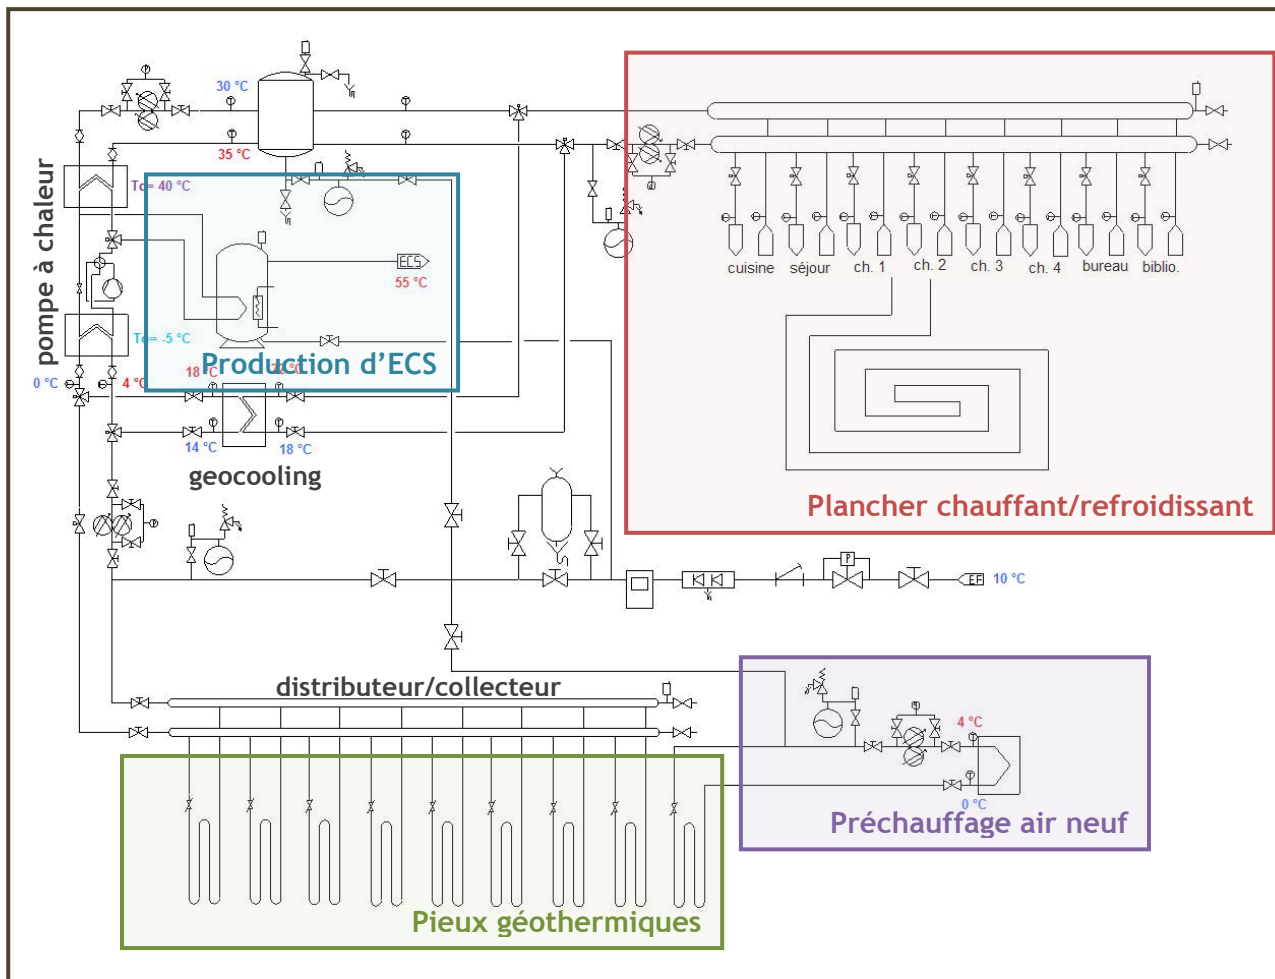 30 °C
35 °C
pompe à chaleur
40 °C
ECS
55 °C
-5 °C
Production d'ECS
0 °C
4 °C
18 °C
14 °C
18 °C
geocooling
cuisine
séjour
ch. 1
ch. 2
ch. 3
ch. 4
bureau
biblio.
Plancher chauffant/refroidissant
P
EF
10 °C
distributeur/collecteur
4 °C
0 °C
Préchauffage air neuf
Pieux géothermiques